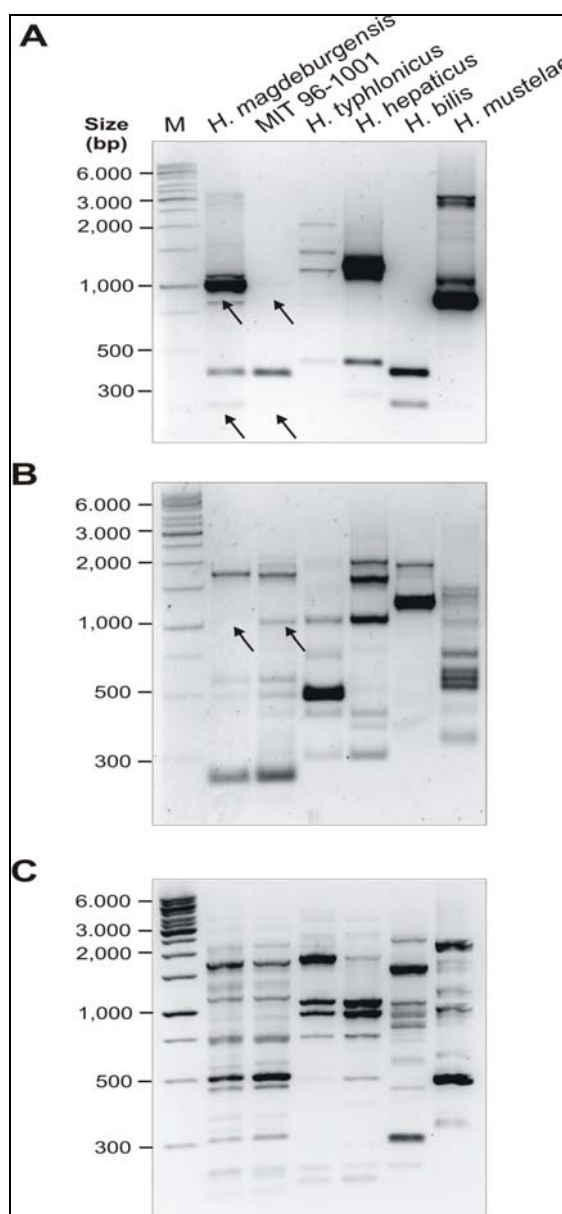 A
Size
(bp)
M
H. magdeburgensis
MIT 96-1001
H. typhlonicus
H. hepaticus
H. bilis
H. mustelae
6.000
3.000
2,000
1,000
500
300
B
6.000
3.000
2,000
1,000
500
300
C
6.000
3.000
2,000
1,000
500
300